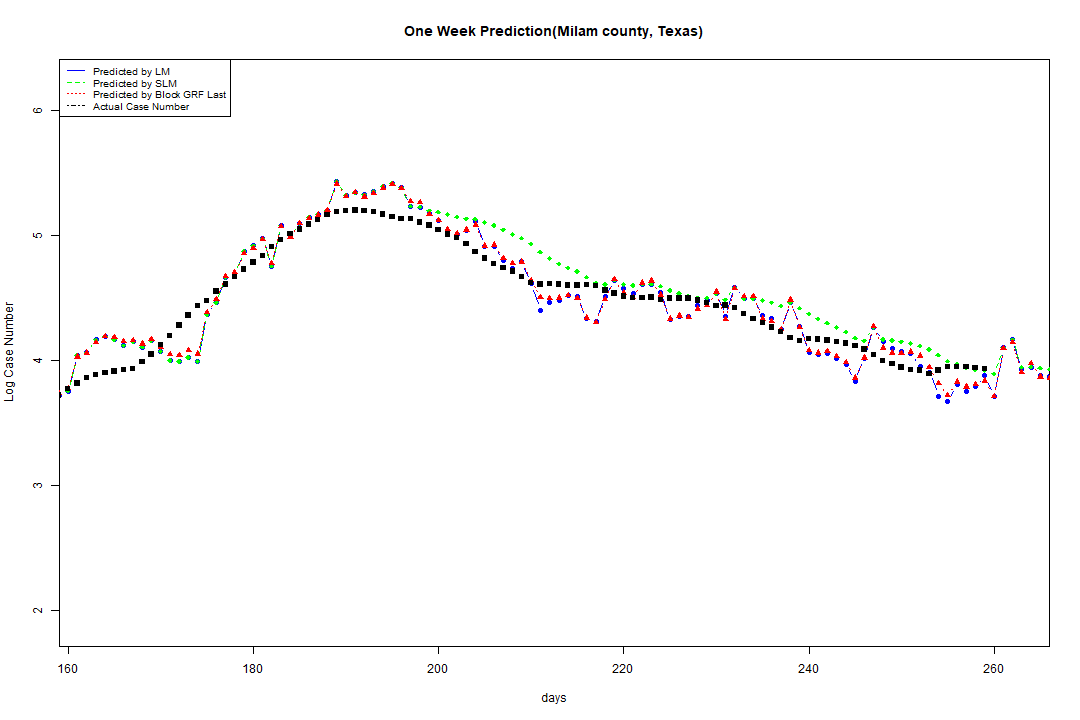 One Week Prediction(Milam county, Texas)
Predicted by LM
Predicted by SLM
Predicted by Block GRF Last
Actual Case Number
6
5
4
3
2
Log Case Number
160 180 200 220 240 260
days